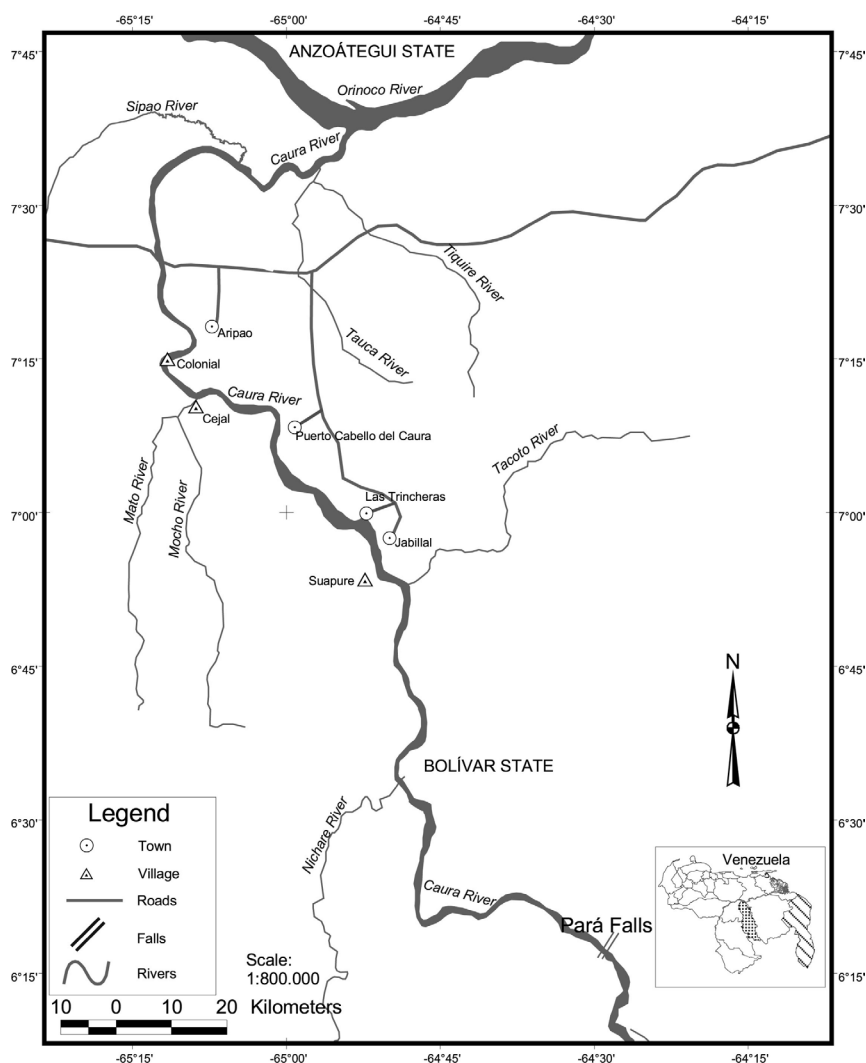 -65°15' -65°00' -64°45' -64°30' -64°15'
7°45' 7°45'
ANZOÁTEGUI STATE
Orinoco River
Sipao River
Caura River
7°30' 7°30'
Tiquire River
Aripao
Tauca River
7°15' 7°15'
Colonial
Caura River
Cejal
Puerto Cabello del Caura
Tacoto River
Mato River
Mocho River
Las Trincheras
7°00' 7°00'
Jabillal
Suapure
6°45' 6°45'
N
BOLÍVAR STATE
Nichare River
6°30' 6°30'
Legend
Town
Village
Roads
Falls
Rivers
Venezuela
Caura River
Pará Falls
Scale:
1:800.000
6°15' 6°15'
10 0 10 20 Kilometers
-65°15' -65°00' -64°45' -64°30' -64°15'